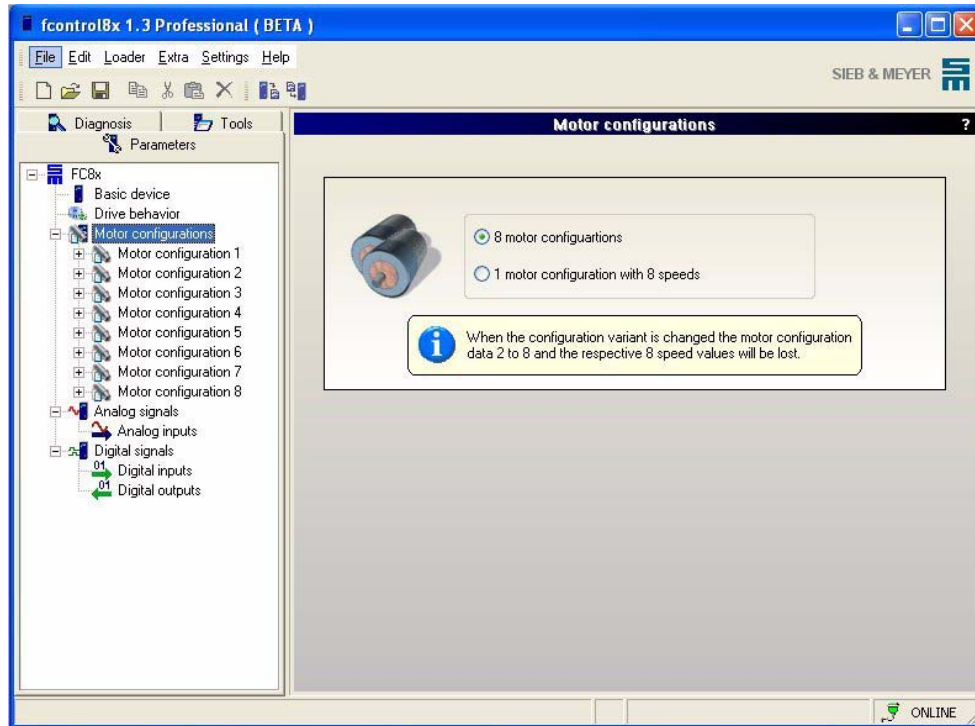 fcontrol8x 1.3 Professional ( BETA )
File Edit Loader Extra Settings Help
SIEB & MEYER
Diagnosis
Tools
Parameters
FC8x
Basic device
Drive behavior
Motor configurations
Motor configuration 1
Motor configuration 2
Motor configuration 3
Motor configuration 4
Motor configuration 5
Motor configuration 6
Motor configuration 7
Motor configuration 8
Analog signals
Analog inputs
Digital signals
01 Digital inputs
01 Digital outputs
Motor configurations ?
8 motor configuartions
1 motor configuration with 8 speeds
When the configuration variant is changed the motor configuration
data 2 to 8 and the respective 8 speed values will be lost.
ONLINE